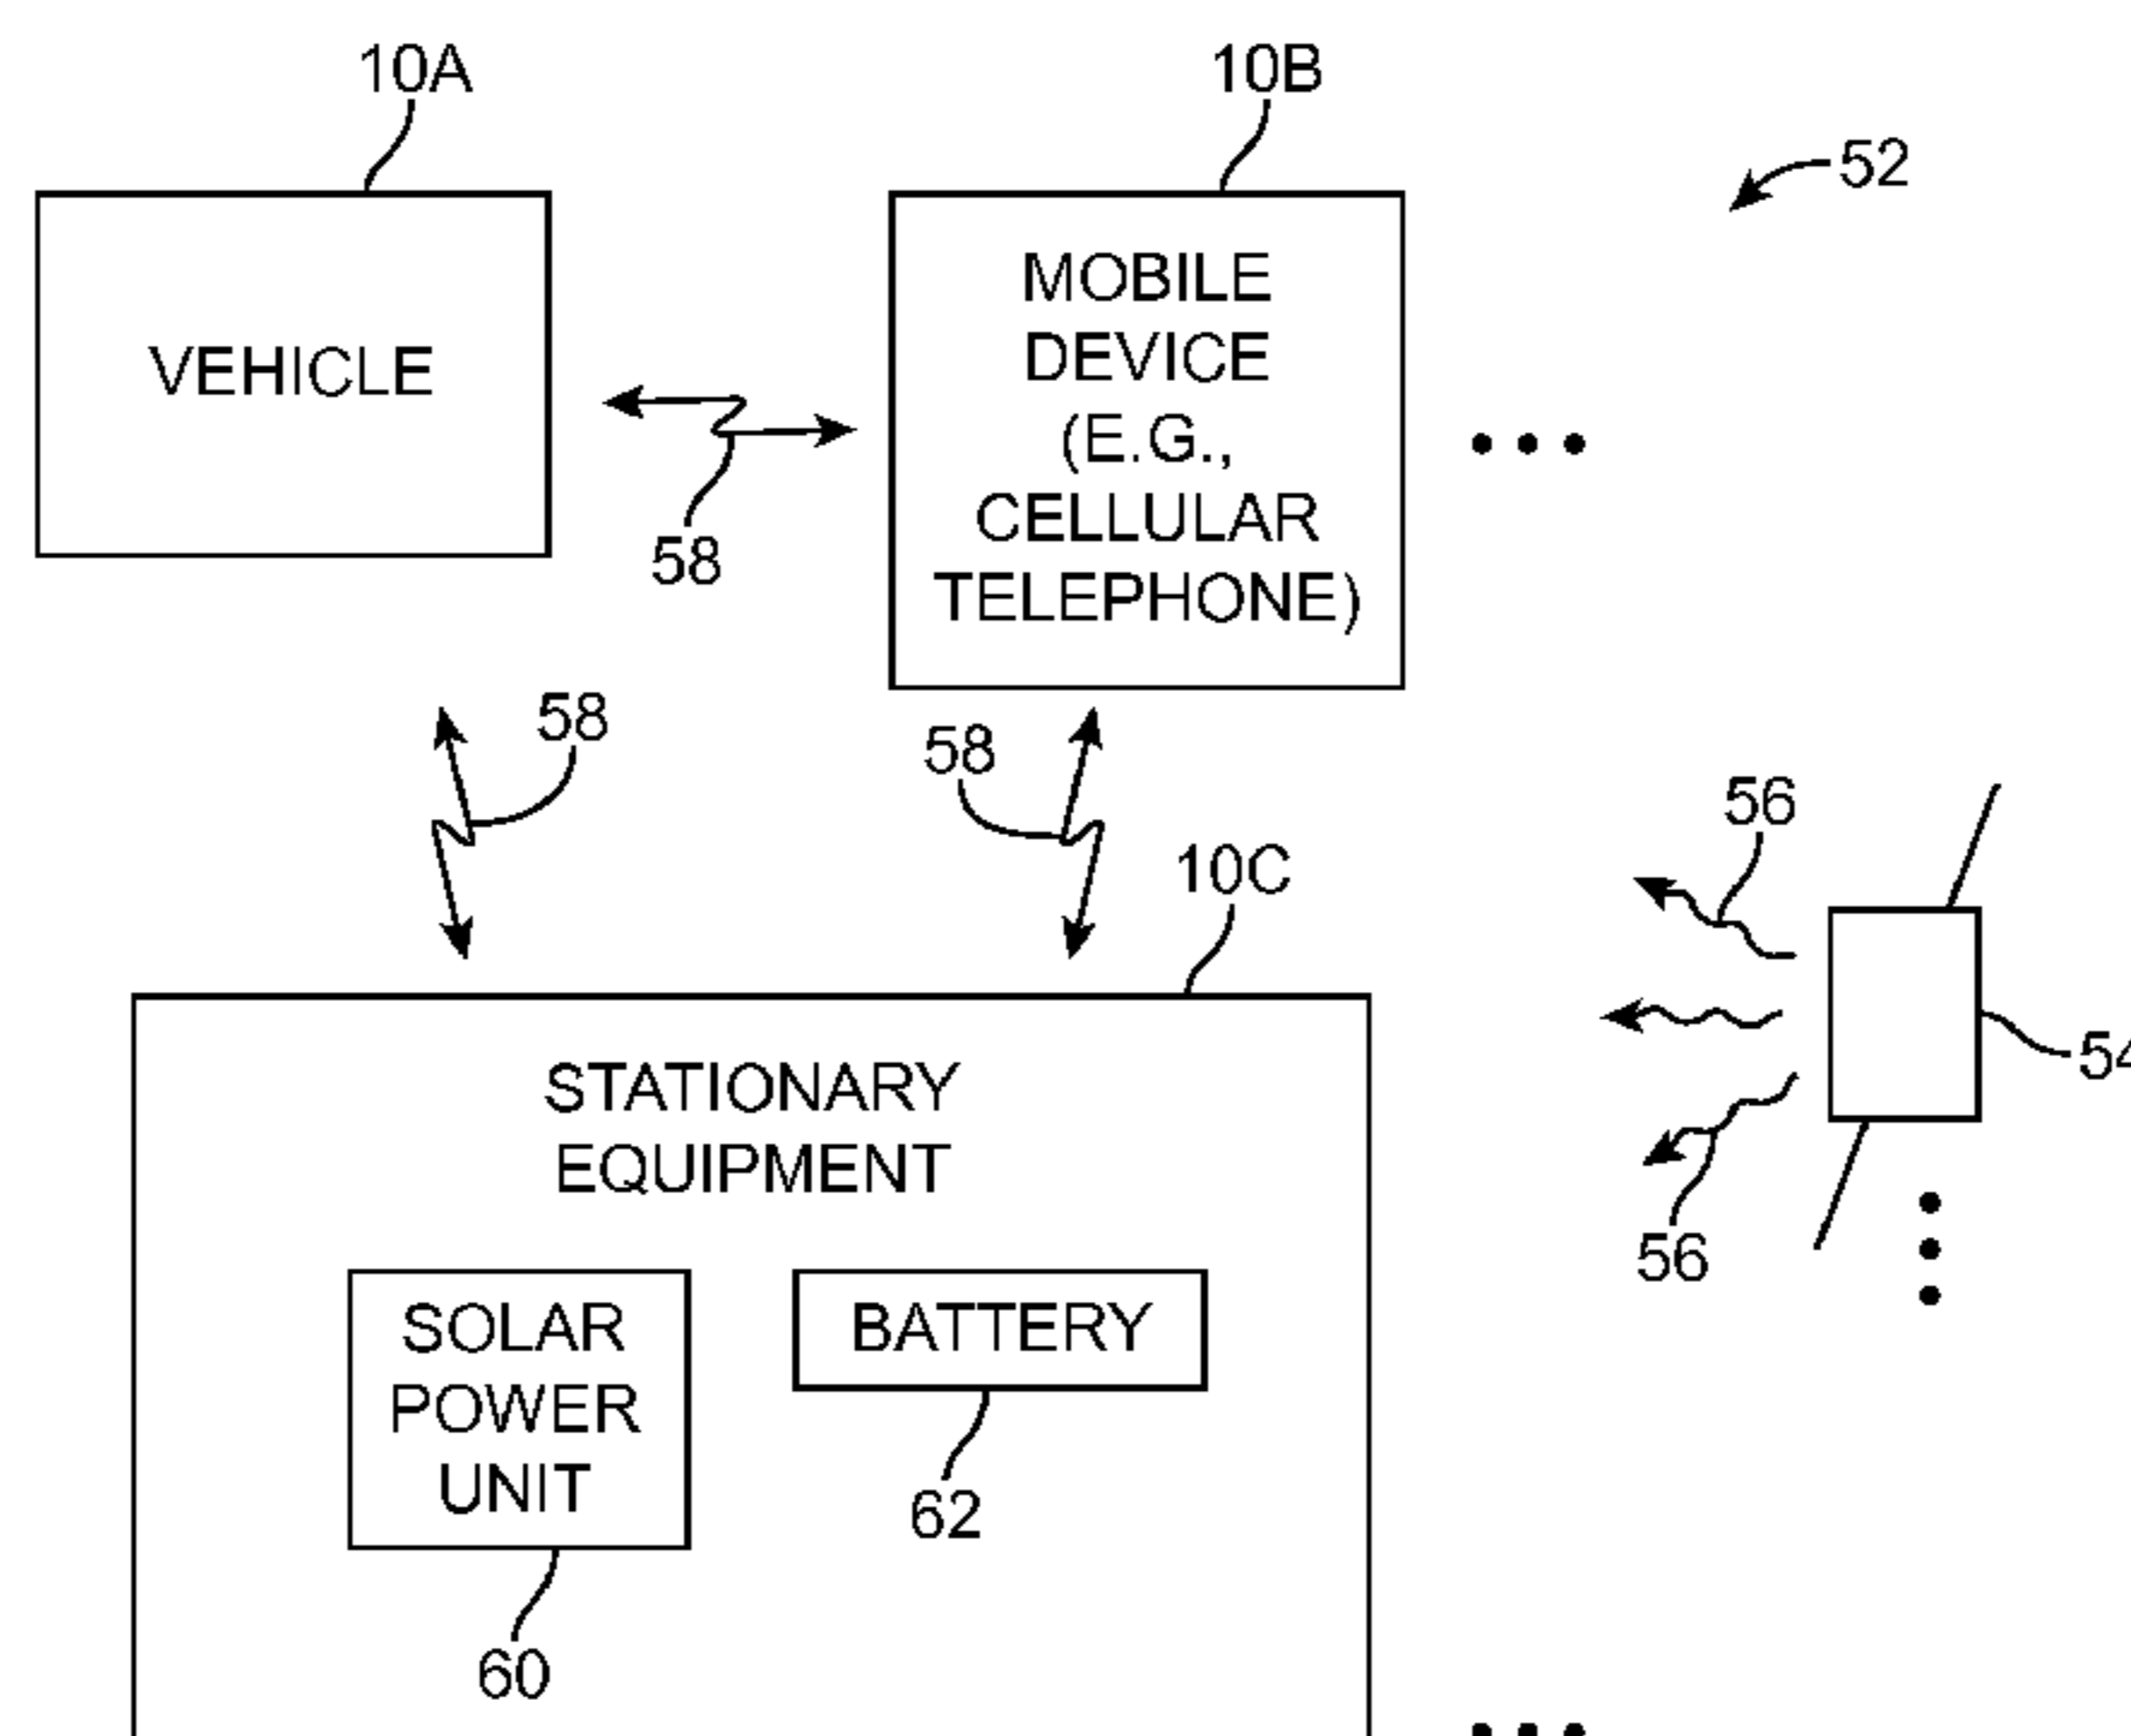 10A
10B
52
VEHICLE
MOBILE
DEVICE
(E.G.,
CELLULAR
TELEPHONE)
58
58
58
10C
56
54
56
STATIONARY
EQUIPMENT
SOLAR
POWER
UNIT
BATTERY
62
60